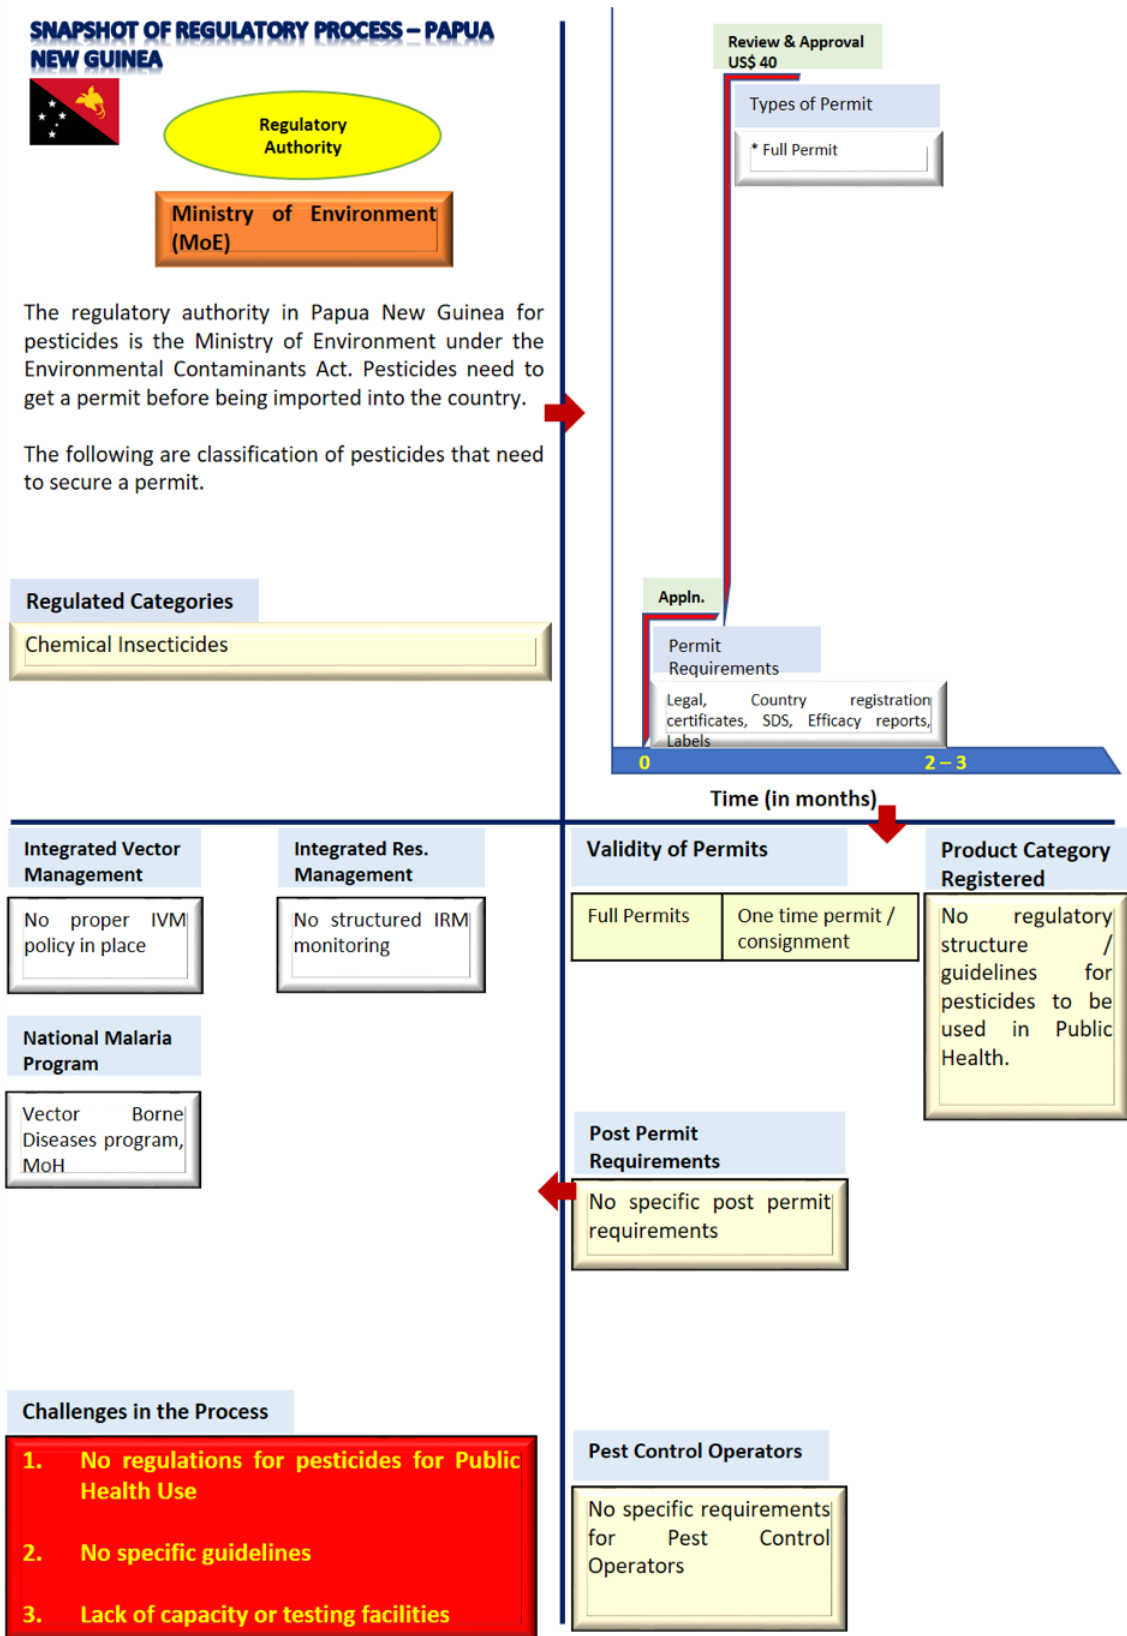 SNAPSHOT OF REGULATORY PROCESS – PAPUA
NEW GUINEA
Regulatory
Authority
Ministry of Environment
(MoE)
The regulatory authority in Papua New Guinea for
pesticides is the Ministry of Environment under the
Environmental Contaminants Act. Pesticides need to
get a permit before being imported into the country.
The following are classification of pesticides that need
to secure a permit.
Regulated Categories
Chemical Insecticides
Review & Approval
US$ 40
Types of Permit
* Full Permit
Appln.
Permit
Requirements
Legal, Country registration
certificates, SDS, Efficacy reports,
Labels
0
2 – 3
Time (in months)
Integrated Vector
Management
No proper IVM
policy in place
Integrated Res.
Management
No structured IRM
monitoring
National Malaria
Program
Vector Borne
Diseases program,
MoH
Validity of Permits
Full Permits
One time permit /
consignment
Product Category
Registered
No regulatory
structure /
guidelines for
pesticides to be
used in Public
Health.
Post Permit
Requirements
No specific post permit
requirements
Challenges in the Process
1. No regulations for pesticides for Public
Health Use
2. No specific guidelines
3. Lack of capacity or testing facilities
Pest Control Operators
No specific requirements
for Pest Control
Operators